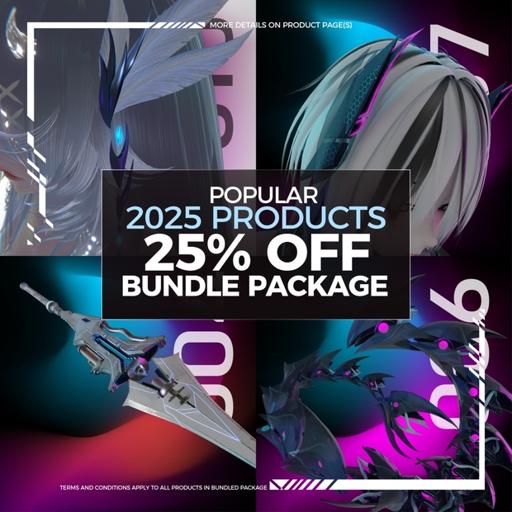 MORE DETAILS ON PRODUCT PAGE(S)
POPULAR
2025 PRODUCTS
25% OFF
BUNDLE PACKAGE
TERMS AND CONDITIONS APPLY TO ALL PRODUCTS IN BUNDLED PACKAGE